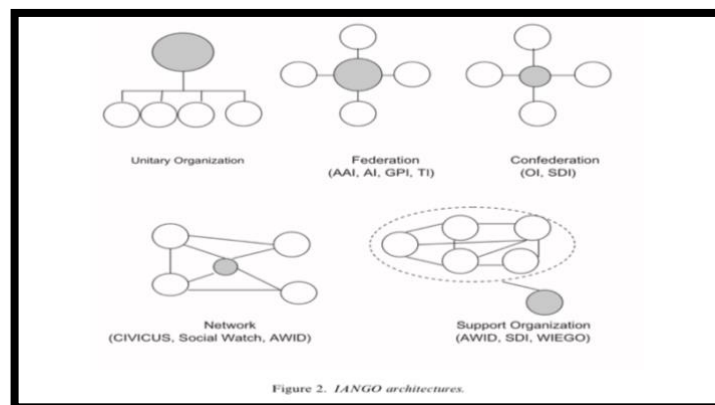 Unitary Organization
Federation
(AAI, AI, GPI, TI)
Confederation
(OI, SDI)
Network
(CIVICUS, Social Watch, AWID)
Support Organization
(AWID, SDI, WIEGO)
Figure 2. IANGO architectures.